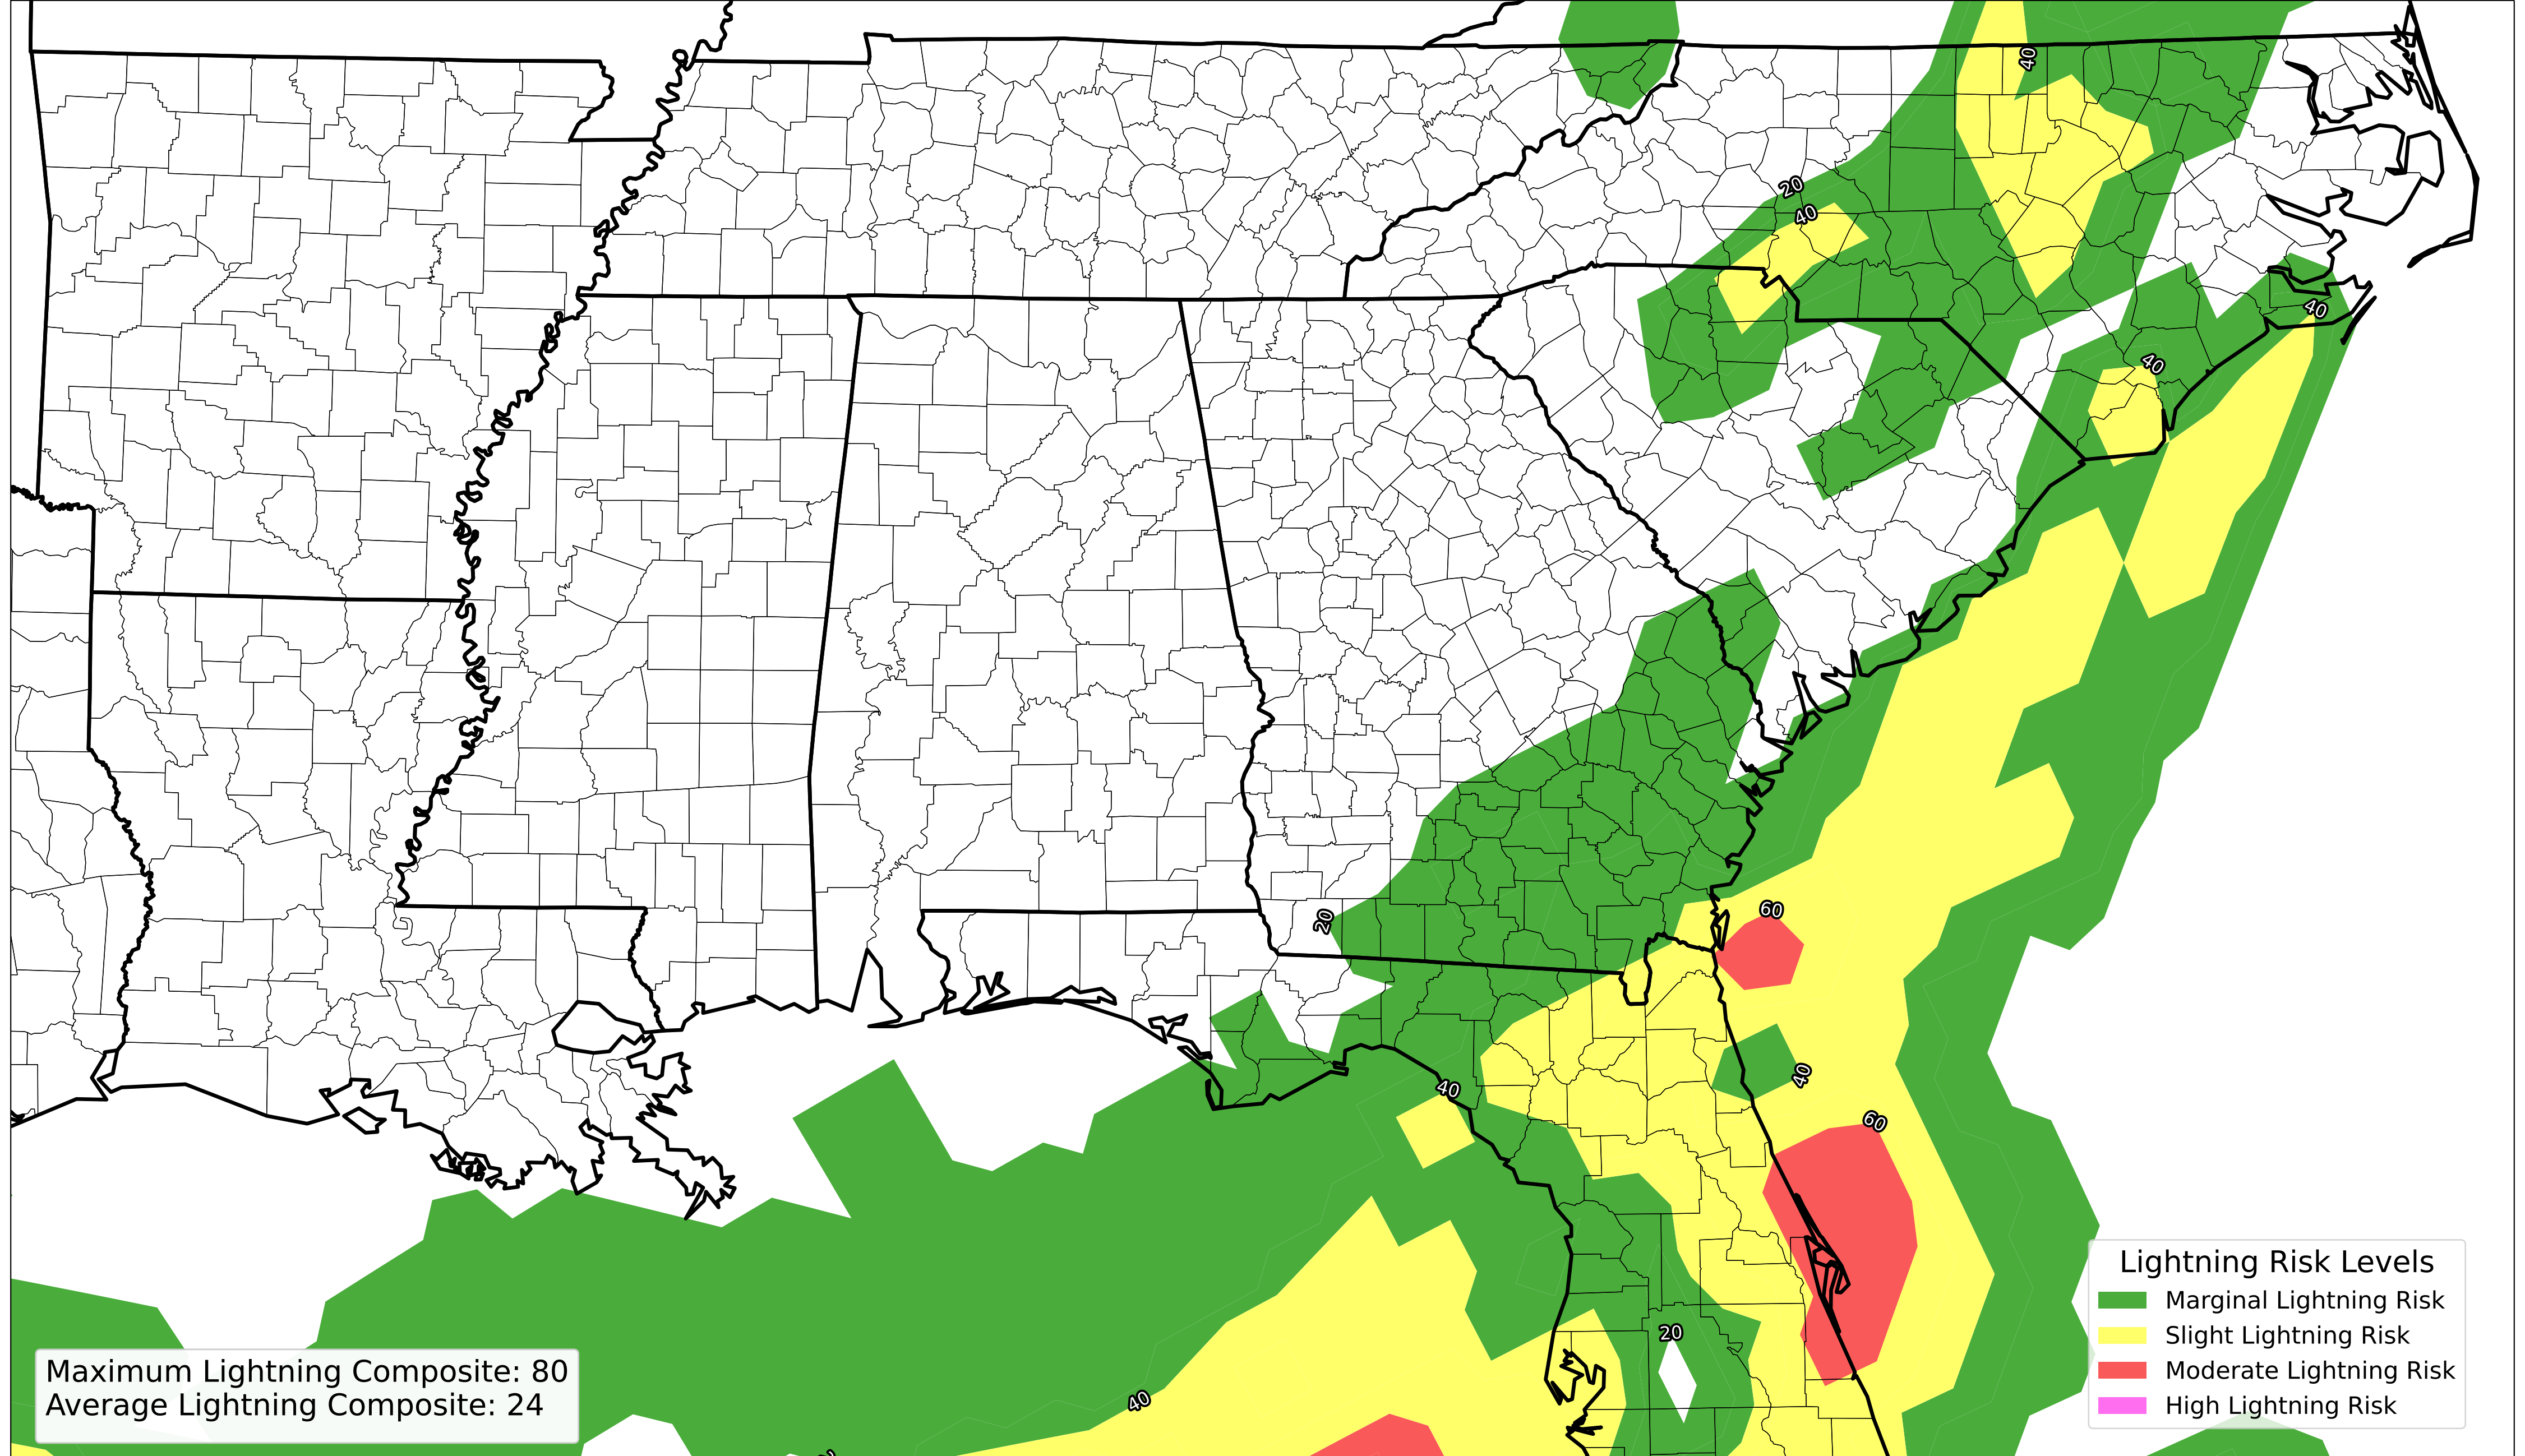 40
20
40
40
40
20
60
40
40
60
20
40
Lightning Risk Levels
Marginal Lightning Risk
Slight Lightning Risk
Moderate Lightning Risk
High Lightning Risk
Maximum Lightning Composite: 80
Average Lightning Composite: 24